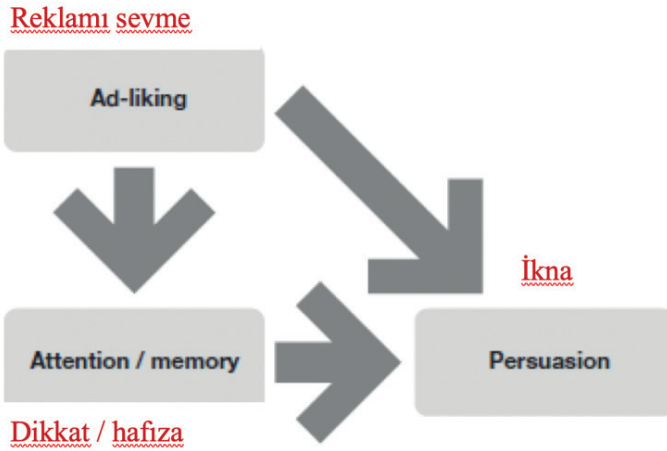 Reklamı sevme
Ad-liking
İkna
Attention / memory
Persuasion
Dikkat / hafıza